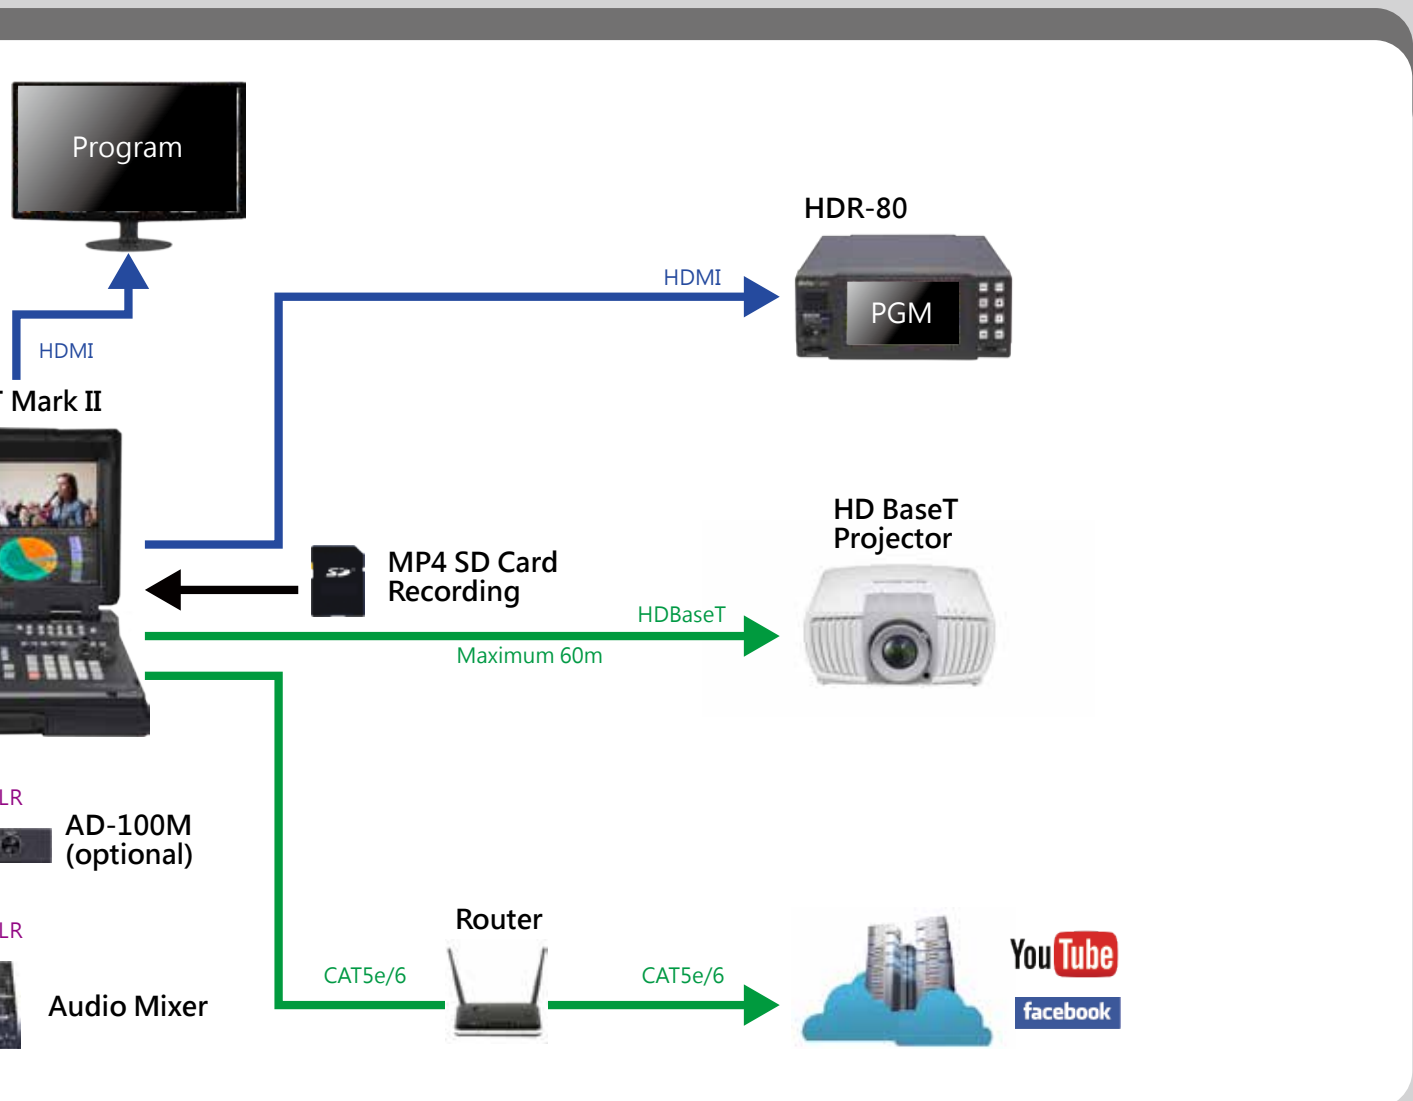 Program
HDMI
T Mark II
HDMI
HDR-80
PGM
MP4 SD Card
Recording
HD BaseT
Projector
HDBaseT
Maximum 60m
LR
AD-100M
(optional)
LR
Audio Mixer
Router
CAT5e/6
CAT5e/6
YouTube
facebook